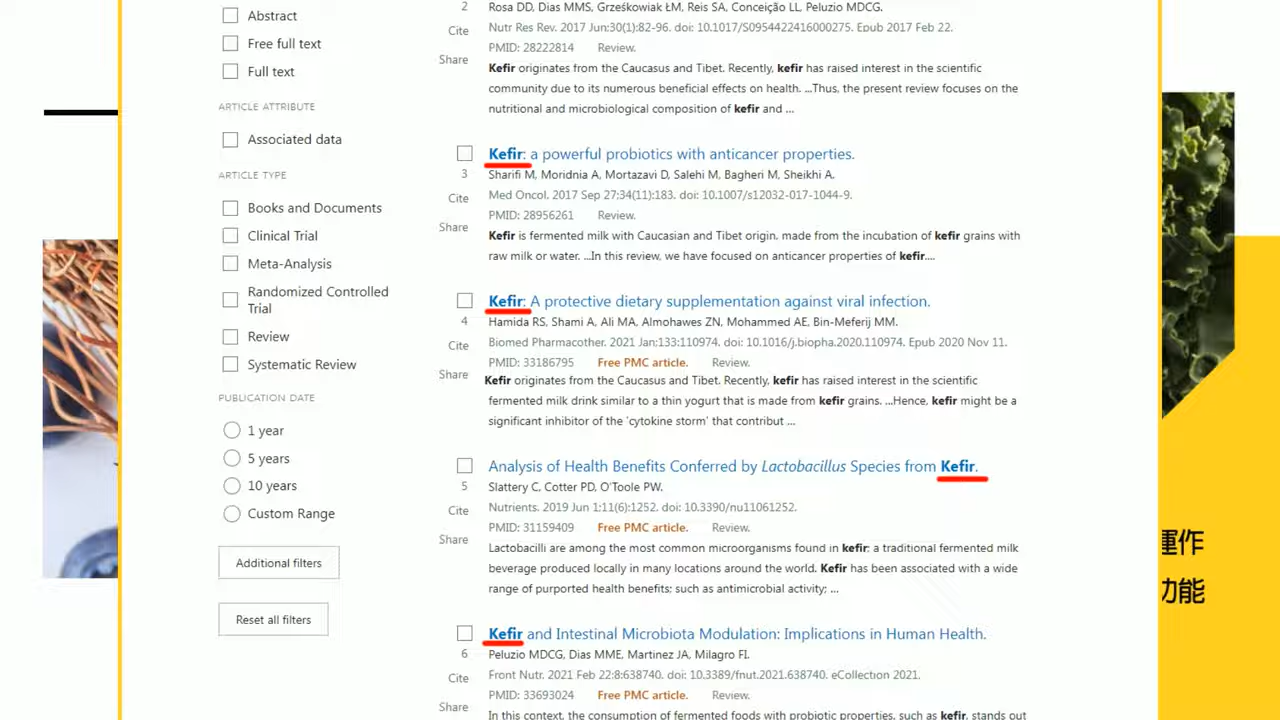 Abstract
Free full text
Full text
ARTICLE ATTRIBUTE
Associated data
ARTICLE TYPE
Books and Documents
Clinical Trial
Meta-Analysis
Randomized Controlled
Trial
Review
Systematic Review
PUBLICATION DATE
1 year
5 years
10 years
Custom Range
Additional filters
Reset all filters
2
Cite
Share
Rosa DD, Dias MMS, Grześkowiak ŁM, Reis SA, Conceição LL, Peluzio MDCG.
Nutr Res Rev. 2017 Jun;30(1):82-96. doi: 10.1017/S0954422416000275. Epub 2017 Feb 22.
PMID: 28222814 Review.
Kefir originates from the Caucasus and Tibet. Recently, kefir has raised interest in the scientific
community due to its numerous beneficial effects on health. ...Thus, the present review focuses on the
nutritional and microbiological composition of kefir and ...
3
Cite
Share
Kefir: a powerful probiotics with anticancer properties.
Sharifi M, Moridnia A, Mortazavi D, Salehi M, Bagheri M, Sheikhi A.
Med Oncol. 2017 Sep 27;34(11):183. doi: 10.1007/s12032-017-1044-9.
PMID: 28956261 Review.
Kefir is fermented milk with Caucasian and Tibet origin, made from the incubation of kefir grains with
raw milk or water. ...In this review, we have focused on anticancer properties of kefir....
4
Cite
Share
Kefir: A protective dietary supplementation against viral infection.
Hamida RS, Shami A, Ali MA, Almohawes ZN, Mohammed AE, Bin-Meferij MM.
Biomed Pharmacother. 2021 Jan;133:110974. doi: 10.1016/j.biopha.2020.110974. Epub 2020 Nov 11.
PMID: 33186795 Free PMC article. Review.
Kefir originates from the Caucasus and Tibet. Recently, kefir has raised interest in the scientific
fermented milk drink similar to a thin yogurt that is made from kefir grains. ...Hence, kefir might be a
significant inhibitor of the 'cytokine storm' that contribut ...
5
Cite
Share
Analysis of Health Benefits Conferred by Lactobacillus Species from Kefir.
Slattery C, Cotter PD, O'Toole PW.
Nutrients. 2019 Jun 1;11(6):1252. doi: 10.3390/nu11061252.
PMID: 31159409 Free PMC article. Review.
Lactobacilli are among the most common microorganisms found in kefir; a traditional fermented milk
beverage produced locally in many locations around the world. Kefir has been associated with a wide
range of purported health benefits; such as antimicrobial activity; ...
6
Cite
Share
Kefir and Intestinal Microbiota Modulation: Implications in Human Health.
Peluzio MDCG, Dias MME, Martinez JA, Milagro FI.
Front Nutr. 2021 Feb 22;8:638740. doi: 10.3389/fnut.2021.638740. eCollection 2021.
PMID: 33693024 Free PMC article. Review.
In this context, the consumption of fermented foods with probiotic properties, such as kefir, stands out
運作
功能